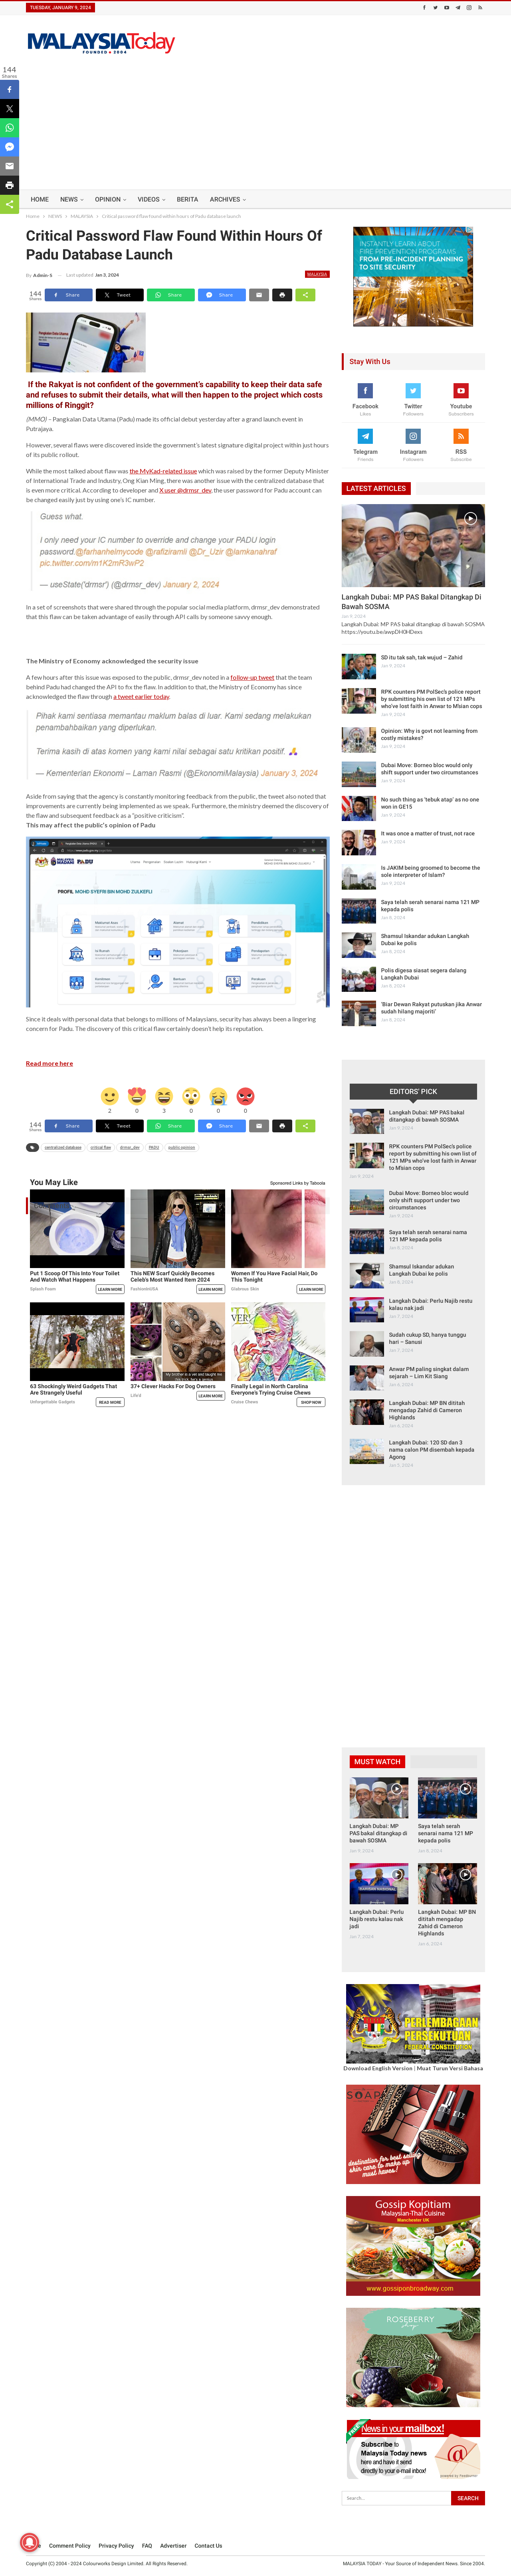 TUESDAY, JANUARY 9, 2024
MALAYSIA Today
144
Shares
HOME NEWS OPINION VIDEOS BERITA ARCHIVES
Home > NEWS > MALAYSIA > Critical password flaw found within hours of Padu database launch
Critical Password Flaw Found Within Hours Of
Padu Database Launch
By Admin-S — Last updated Jan 3, 2024
MALAYSIA
144
Shares
Share Tweet Share Share
If the Rakyat is not confident of the government's capability to keep their data safe
and refuses to submit their details, what will then happen to the project which costs
millions of Ringgit?
(MMO) – Pangkalan Data Utama (Padu) made its official debut yesterday after a grand launch event in
Putrajaya.
However, several flaws were discovered inside the government's latest signature digital project within just hours
of its public rollout.
While the most talked about flaw was the MyKad-related issue which was raised by the former Deputy Minister
of International Trade and Industry, Ong Kian Ming, there was another issue with the centralized database that
is even more critical. According to developer and X user @drmsr_dev, the user password for Padu account can
be changed easily just by using one's IC number.
Guess what.
I only need your IC number to override and change your PADU login
password.@farhanhelmycode @rafiziramli @Dr_Uzir @lamkanahraf
pic.twitter.com/m1K2mR3wP2
— useState('drmsr') (@drmsr_dev) January 2, 2024
In a set of screenshots that were shared through the popular social media platform, drmsr_dev demonstrated
that this flaw can be taken advantage of easily through API calls by someone savvy enough.
The Ministry of Economy acknowledged the security issue
A few hours after this issue was exposed to the public, drmsr_dev noted in a follow-up tweet that the team
behind Padu had changed the API to fix the flaw. In addition to that, the Ministry of Economy has since
acknowledged the flaw through a tweet earlier today.
Pihak kami sentiasa memantau maklum balas di luar. Kami sedang melakukan
penambahbaikan yang diperlukan.
Terima kasih di atas komen yang kami nilai sebagai satu kritikan positif. 🙏
— Kementerian Ekonomi – Laman Rasmi (@EkonomiMalaysia) January 3, 2024
Aside from saying that the agency is constantly monitoring feedback from the public, the tweet also noted that
improvements are currently being implemented as we speak. Furthermore, the ministry deemed the discovery of
the flaw and subsequent feedback as a "positive criticism".
This may affect the public's opinion of Padu
PROFIL MOHD SYEFRI BIN MOHD ZULKEFLI
Since it deals with personal data that belongs to millions of Malaysians, security has always been a lingering
concern for Padu. The discovery of this critical flaw certainly doesn't help its reputation.
Read more here
2 0 3 0 0 0
144
Shares
Share Tweet Share Share
centralized database critical flaw drmsr_dev PADU public opinion
You May Like
Sponsored Links by Taboola
Put 1 Scoop Of This Into Your Toilet
And Watch What Happens
Splash Foam
LEARN MORE
This NEW Scarf Quickly Becomes
Celeb's Most Wanted Item 2024
FashionistUSA
LEARN MORE
Women If You Have Facial Hair, Do
This Tonight
Glabrous Skin
LEARN MORE
63 Shockingly Weird Gadgets That
Are Strangely Useful
Unforgettable Gadgets
READ MORE
37+ Clever Hacks For Dog Owners
LEARN MORE
Finally Legal in North Carolina
Everyone's Trying Cruise Chews
Cruise Chews
SHOP NOW
INSTANTLY LEARN ABOUT
FIRE PREVENTION PROGRAMS
FROM PRE-INCIDENT PLANNING
TO SITE SECURITY
Stay With Us
Facebook
Likes
Twitter
Followers
Youtube
Subscribers
Telegram
Friends
Instagram
Followers
RSS
Subscribe
LATEST ARTICLES
Langkah Dubai: MP PAS Bakal Ditangkap Di
Bawah SOSMA
Jan 9, 2024
Langkah Dubai: MP PAS bakal ditangkap di bawah SOSMA
https://youtu.be/awpDH0HDexs
SD itu tak sah, tak wujud – Zahid
Jan 9, 2024
RPK counters PM PolSec's police report
by submitting his own list of 121 MPs
who've lost faith in Anwar to M'sian cops
Jan 9, 2024
Opinion: Why is govt not learning from
costly mistakes?
Jan 9, 2024
Dubai Move: Borneo bloc would only
shift support under two circumstances
Jan 9, 2024
No such thing as 'tebuk atap' as no one
won in GE15
Jan 9, 2024
It was once a matter of trust, not race
Jan 9, 2024
Is JAKIM being groomed to become the
sole interpreter of Islam?
Jan 9, 2024
Saya telah serah senarai nama 121 MP
kepada polis
Jan 8, 2024
Shamsul Iskandar adukan Langkah
Dubai ke polis
Jan 8, 2024
Polis digesa siasat segera dalang
Langkah Dubai
Jan 8, 2024
'Biar Dewan Rakyat putuskan jika Anwar
sudah hilang majoriti'
Jan 8, 2024
EDITORS' PICK
Langkah Dubai: MP PAS bakal
ditangkap di bawah SOSMA
Jan 9, 2024
RPK counters PM PolSec's police
report by submitting his own list of
121 MPs who've lost faith in Anwar
to M'sian cops
Jan 9, 2024
Dubai Move: Borneo bloc would
only shift support under two
circumstances
Jan 9, 2024
Saya telah serah senarai nama
121 MP kepada polis
Jan 8, 2024
Shamsul Iskandar adukan
Langkah Dubai ke polis
Jan 8, 2024
Langkah Dubai: Perlu Najib restu
kalau nak jadi
Jan 7, 2024
Sudah cukup SD, hanya tunggu
hari – Sanusi
Jan 7, 2024
Anwar PM paling singkat dalam
sejarah – Lim Kit Siang
Jan 6, 2024
Langkah Dubai: MP BN dititah
mengadap Zahid di Cameron
Highlands
Jan 6, 2024
Langkah Dubai: 120 SD dan 3
nama calon PM disembah kepada
Agong
MUST WATCH
Langkah Dubai: MP
PAS bakal ditangkap di
bawah SOSMA
Jan 9, 2024
Saya telah serah
senarai nama 121 MP
kepada polis
Jan 8, 2024
Langkah Dubai: Perlu
Najib restu kalau nak
jadi
Jan 7, 2024
Langkah Dubai: MP BN
dititah mengadap
Zahid di Cameron
Highlands
Jan 6, 2024
PERLEMBAGAAN
PERSEKUTUAN
FEDERAL CONSTITUTION
Download English Version | Muat Turun Versi Bahasa
SOAP
destination for best selling
skin care to make up
must haves!
Gossip Kopitiam
Malaysian-Thai Cuisine
Manchester UK
www.gossiponbroadway.com
ROSEBERRY
shop
FREE!
News in your mailbox!
Subscribe to
Malaysia Today news
here and have it send
directly to your e-mail inbox!
Search...
SEARCH
Comment Policy Privacy Policy FAQ Advertiser Contact Us
Copyright (C) 2004 - 2024 Colourworks Design Limited. All Rights Reserved.
MALAYSIA TODAY - Your Source of Independent News. Since 2004.